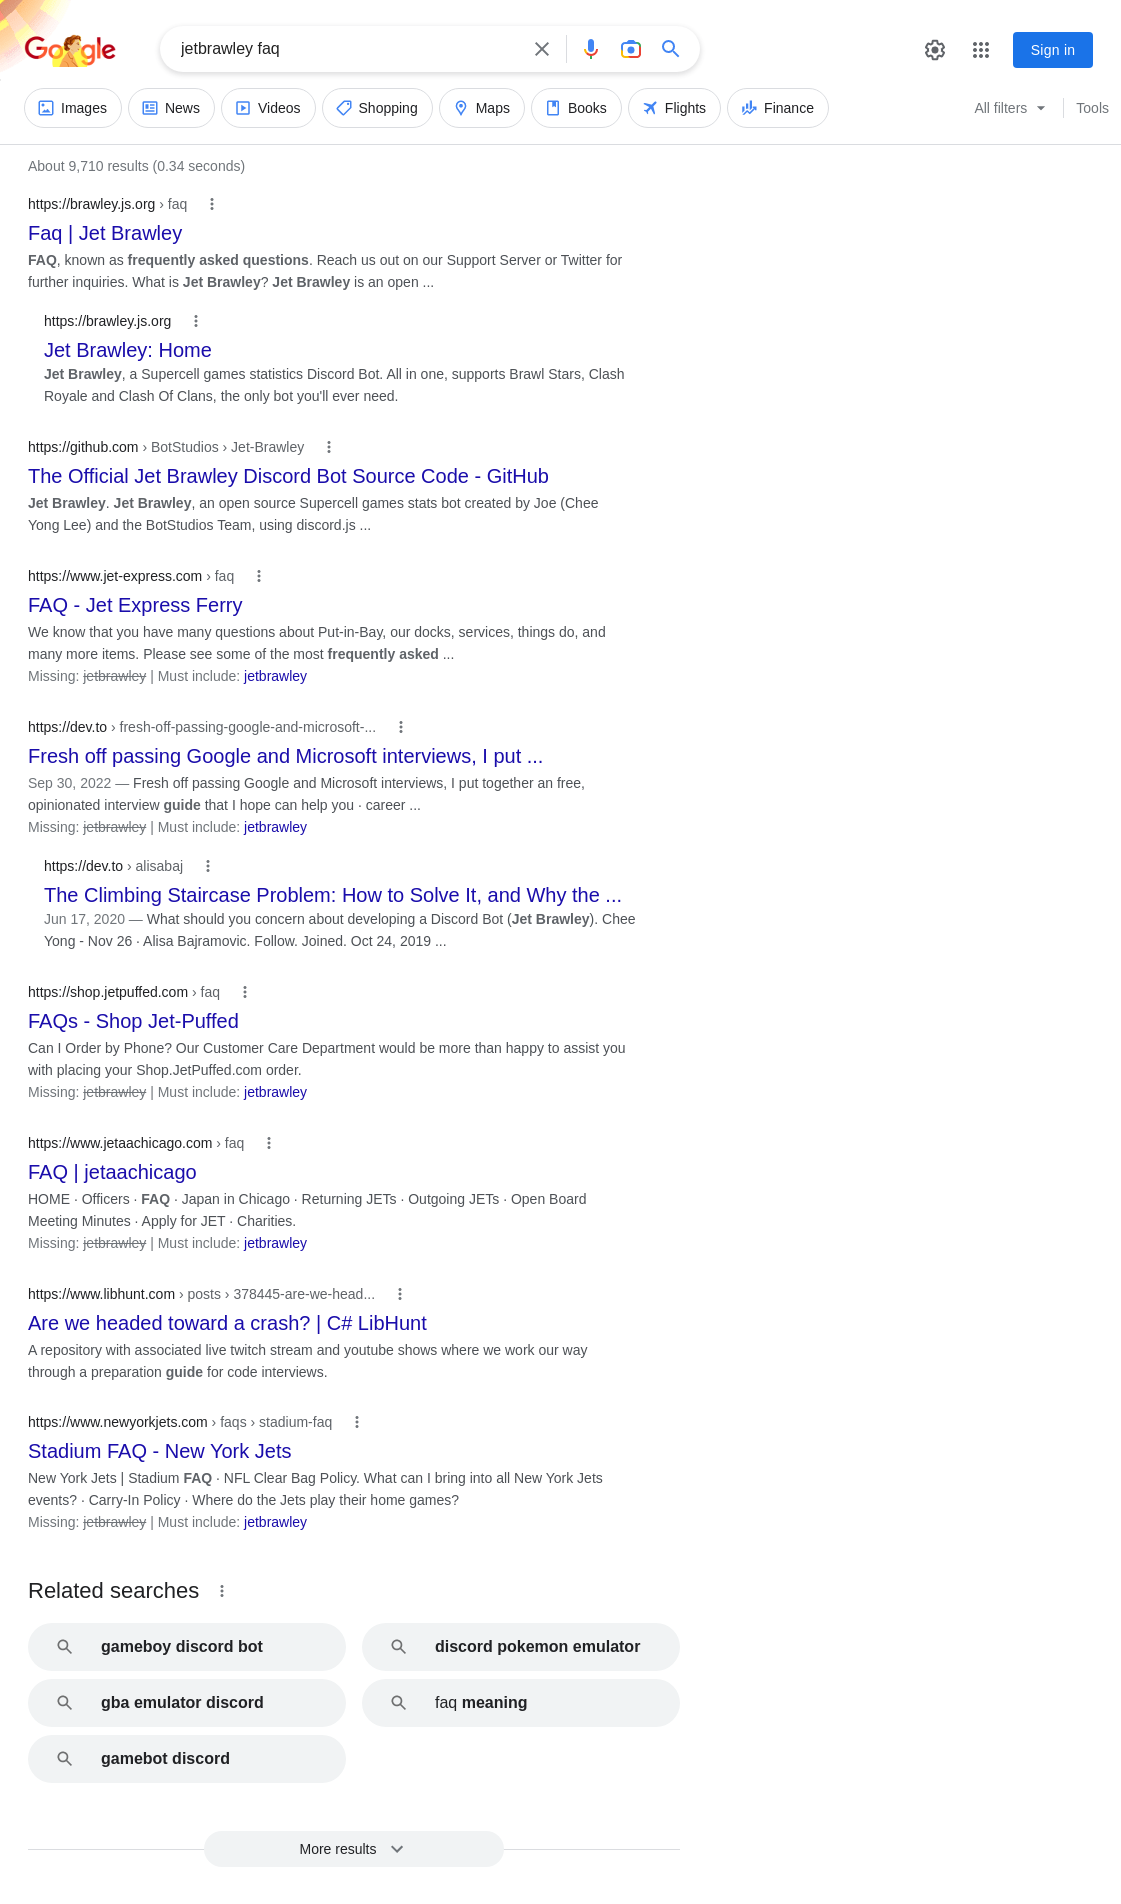 Google
jetbrawley faq
Sign in
Images
News
Videos
Shopping
Maps
Books
Flights
Finance
All filters
Tools
About 9,710 results (0.34 seconds)
https://brawley.js.org › faq
Faq | Jet Brawley
FAQ, known as frequently asked questions. Reach us out on our Support Server or Twitter for
further inquiries. What is Jet Brawley? Jet Brawley is an open ...
https://brawley.js.org
Jet Brawley: Home
Jet Brawley, a Supercell games statistics Discord Bot. All in one, supports Brawl Stars, Clash
Royale and Clash Of Clans, the only bot you'll ever need.
https://github.com › BotStudios › Jet-Brawley
The Official Jet Brawley Discord Bot Source Code - GitHub
Jet Brawley. Jet Brawley, an open source Supercell games stats bot created by Joe (Chee
Yong Lee) and the BotStudios Team, using discord.js ...
https://www.jet-express.com › faq
FAQ - Jet Express Ferry
We know that you have many questions about Put-in-Bay, our docks, services, things do, and
many more items. Please see some of the most frequently asked ...
Missing: jetbrawley | Must include: jetbrawley
https://dev.to › fresh-off-passing-google-and-microsoft-...
Fresh off passing Google and Microsoft interviews, I put ...
Sep 30, 2022 — Fresh off passing Google and Microsoft interviews, I put together an free,
opinionated interview guide that I hope can help you · career ...
Missing: jetbrawley | Must include: jetbrawley
https://dev.to › alisabaj
The Climbing Staircase Problem: How to Solve It, and Why the ...
Jun 17, 2020 — What should you concern about developing a Discord Bot (Jet Brawley). Chee
Yong - Nov 26 · Alisa Bajramovic. Follow. Joined. Oct 24, 2019 ...
https://shop.jetpuffed.com › faq
FAQs - Shop Jet-Puffed
Can I Order by Phone? Our Customer Care Department would be more than happy to assist you
with placing your Shop.JetPuffed.com order.
Missing: jetbrawley | Must include: jetbrawley
https://www.jetaachicago.com › faq
FAQ | jetaachicago
HOME · Officers · FAQ · Japan in Chicago · Returning JETs · Outgoing JETs · Open Board
Meeting Minutes · Apply for JET · Charities.
Missing: jetbrawley | Must include: jetbrawley
https://www.libhunt.com › posts › 378445-are-we-head...
Are we headed toward a crash? | C# LibHunt
A repository with associated live twitch stream and youtube shows where we work our way
through a preparation guide for code interviews.
https://www.newyorkjets.com › faqs › stadium-faq
Stadium FAQ - New York Jets
New York Jets | Stadium FAQ · NFL Clear Bag Policy. What can I bring into all New York Jets
events? · Carry-In Policy · Where do the Jets play their home games?
Missing: jetbrawley | Must include: jetbrawley
Related searches
gameboy discord bot
discord pokemon emulator
gba emulator discord
faq meaning
gamebot discord
More results